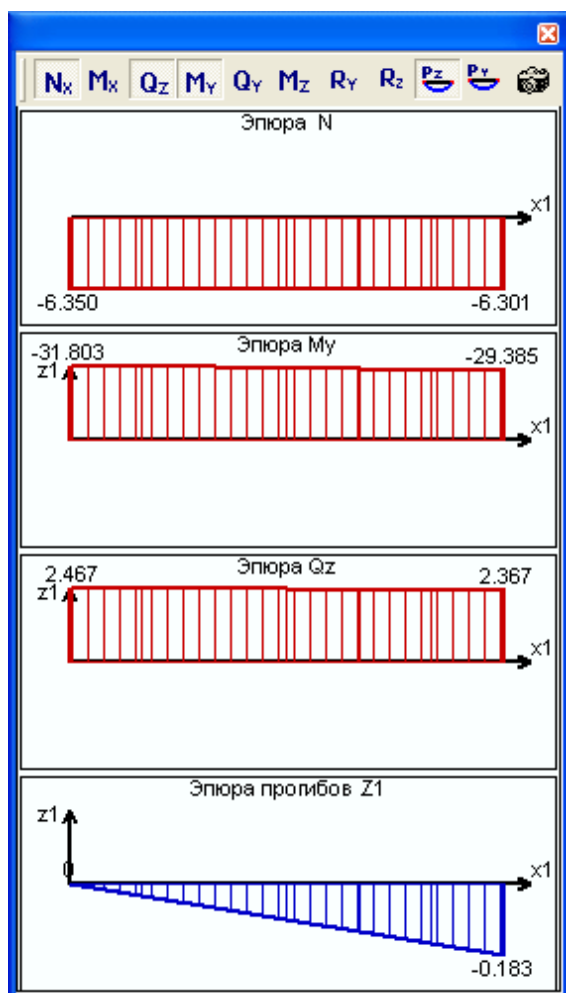 Nx Mx Qz My Qy Mz Ry Rz Pz Py
Эпюра N
x1
-6.350 -6.301
Эпюра My
-31.803 -29.385
z1
x1
Эпюра Qz
2.467 2.367
z1
x1
Эпюра прогибов Z1
z1
0
x1
-0.183